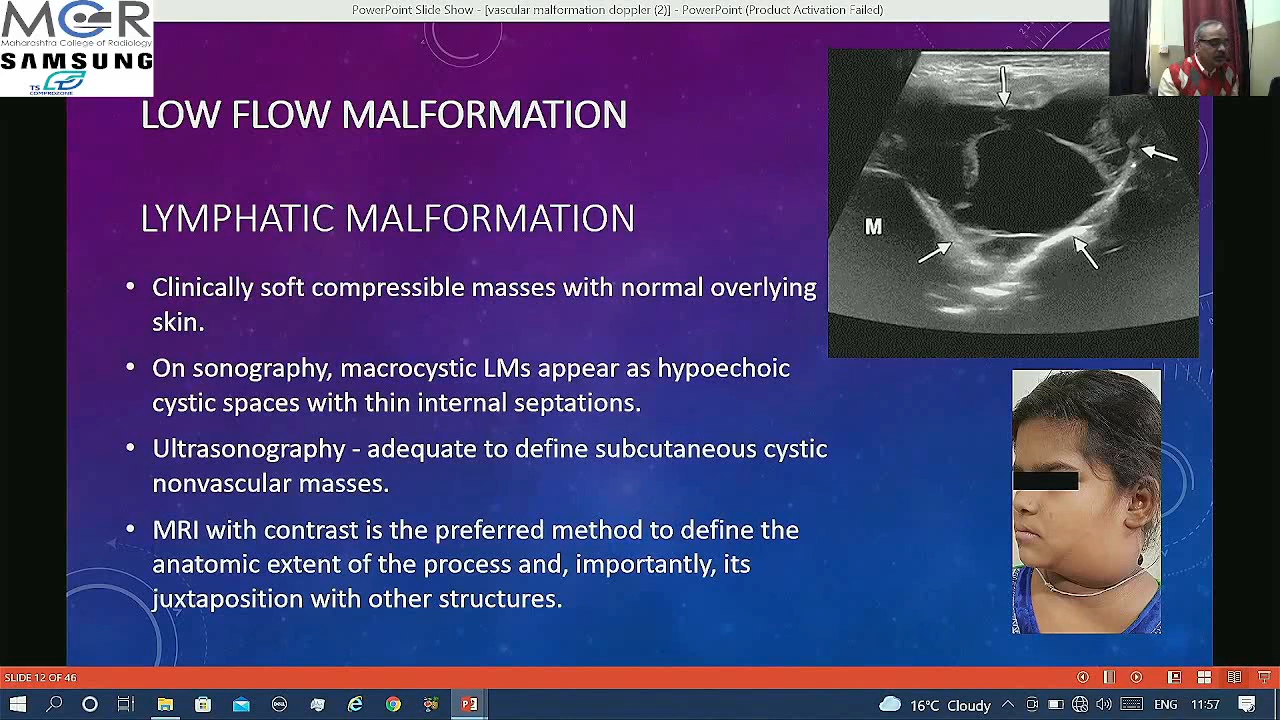 PowerPoint Slide Show - [vascular malformation doppler (2)] - PowerPoint (Product Activation Failed)
MCR
Maharashtra College of Radiology
SAMSUNG
TS
COMPROZONE
LOW FLOW MALFORMATION
LYMPHATIC MALFORMATION
• Clinically soft compressible masses with normal overlying
skin.
• On sonography, macrocystic LMs appear as hypoechoic
cystic spaces with thin internal septations.
• Ultrasonography - adequate to define subcutaneous cystic
nonvascular masses.
• MRI with contrast is the preferred method to define the
anatomic extent of the process and, importantly, its
juxtaposition with other structures.
M
SLIDE 12 OF 46
16°C Cloudy
ENG
11:57